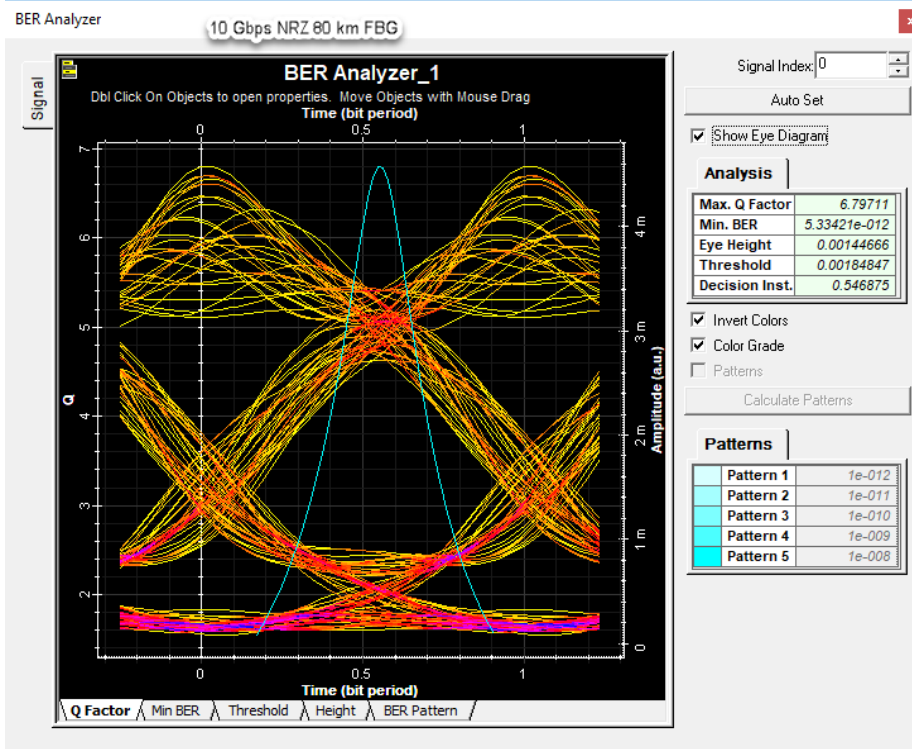 BER Analyzer
10 Gbps NRZ 80 km FBG
x
Signal
BER Analyzer_1
Dbl Click On Objects to open properties. Move Objects with Mouse Drag
Time (bit period)
0 0.5 1
7
6
5
4
3
2
Q
4 m
3 m
2 m
1 m
0
Amplitude (a.u.)
0 0.5 1
Time (bit period)
Q Factor Min BER Threshold Height BER Pattern
Signal Index: 0
Auto Set
Show Eye Diagram
Analysis
Max. Q Factor 6.79711
Min. BER 5.33421e-012
Eye Height 0.00144666
Threshold 0.00184847
Decision Inst. 0.546875
Invert Colors
Color Grade
Patterns
Calculate Patterns
Patterns
Pattern 1 1e-012
Pattern 2 1e-011
Pattern 3 1e-010
Pattern 4 1e-009
Pattern 5 1e-008